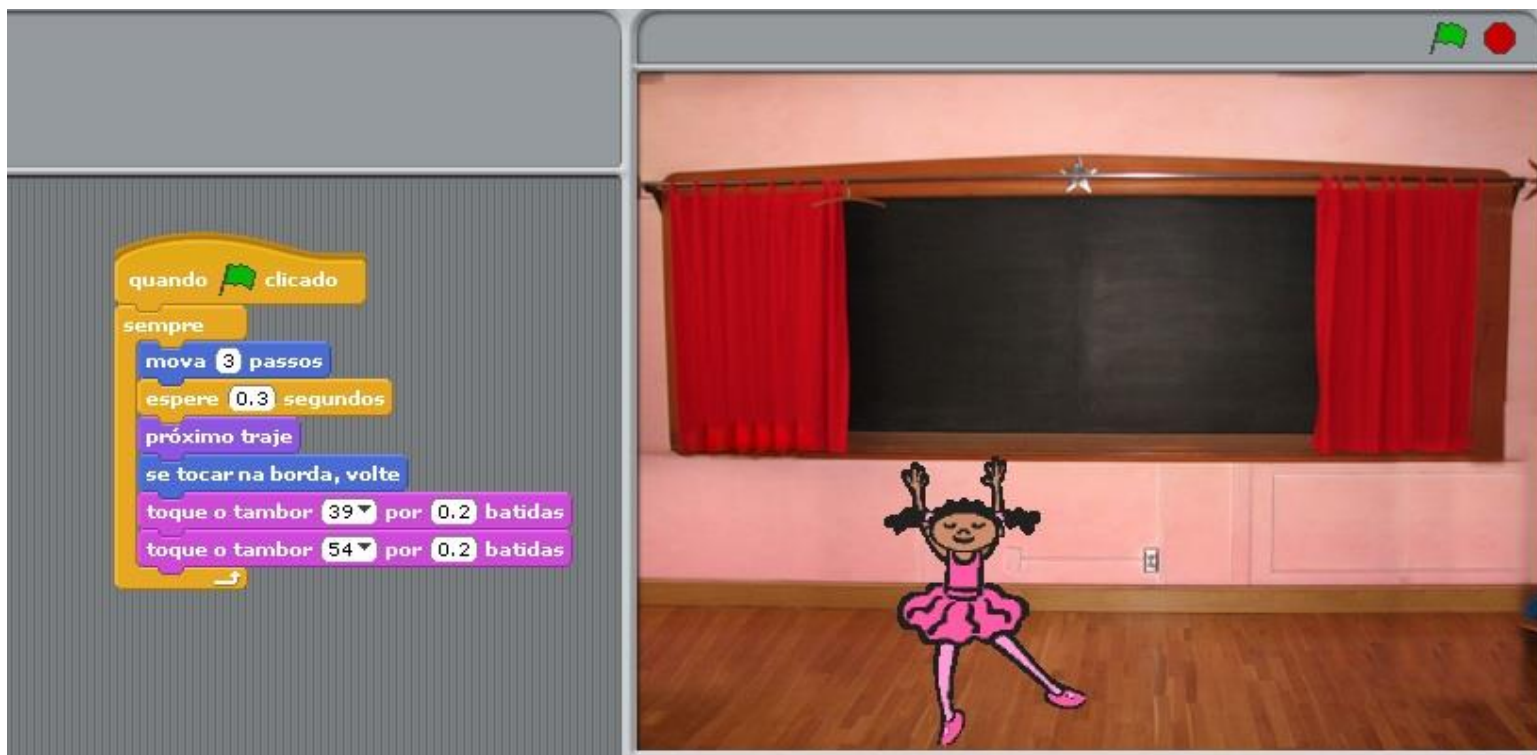 quando clicado
sempre
mova 3 passos
espere 0.3 segundos
próximo traje
se tocar na borda, volte
toque o tambor 39 por 0.2 batidas
toque o tambor 54 por 0.2 batidas